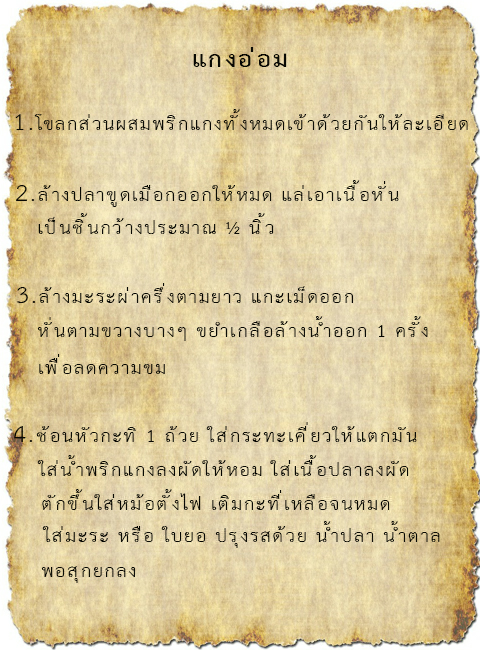 แกงอ่อม
1.โขลกส่วนผสมพริกแกงทั้งหมดเข้าด้วยกันให้ละเอียด
2.ล้างปลาขูดเมือกออกให้หมด แล่เอาเนื้อหั่น
เป็นชิ้นกว้างประมาณ ½ นิ้ว
3.ล้างมะระผ่าครึ่งตามยาว แกะเม็ดออก
หั่นตามขวางบางๆ ขยำเกลือล้างน้ำออก 1 ครั้ง
เพื่อลดความขม
4.ช้อนหัวกะทิ 1 ถ้วย ใส่กระทะเคี่ยวให้แตกมัน
ใส่น้ำพริกแกงลงผัดให้หอม ใส่เนื้อปลาลงผัด
ตักขึ้นใส่หม้อตั้งไฟ เติมกะทีเหลือจนหมด
ใส่มะระ หรือ ใบยอ ปรุงรสด้วย น้ำปลา น้ำตาล
พอสุกยกลง